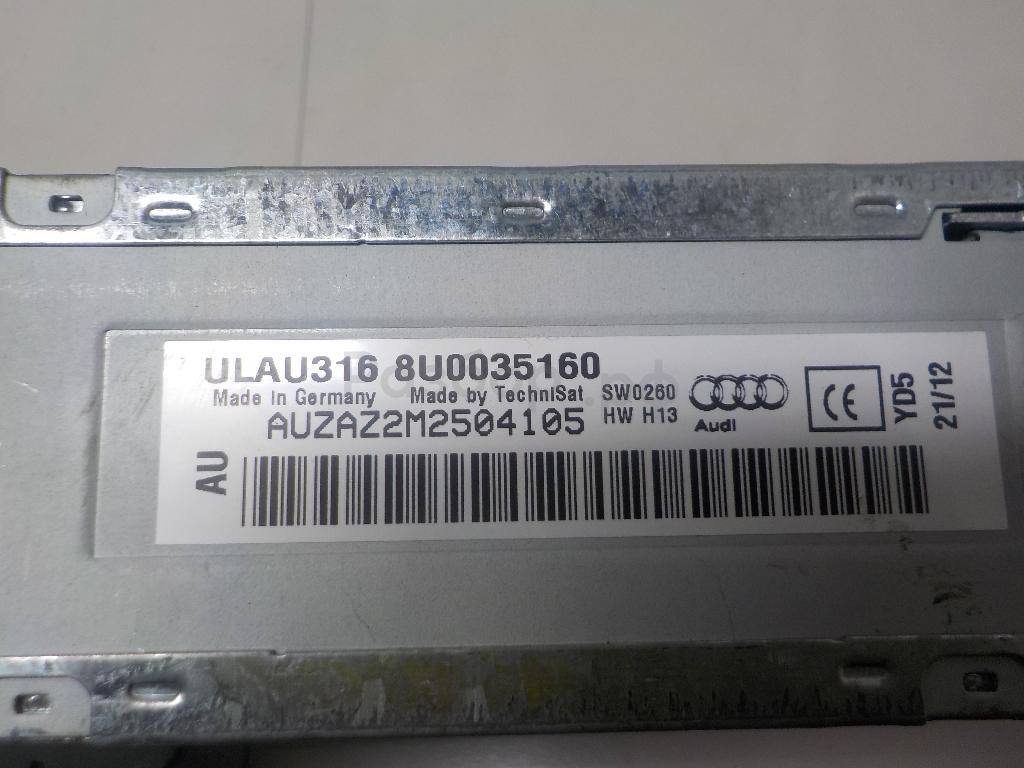 ULAU316 8U0035160
Made in Germany Made by TechniSat
SW0260
HW H13
AUZAZ2M2504105
Audi
CE
YD5
21/12
AU